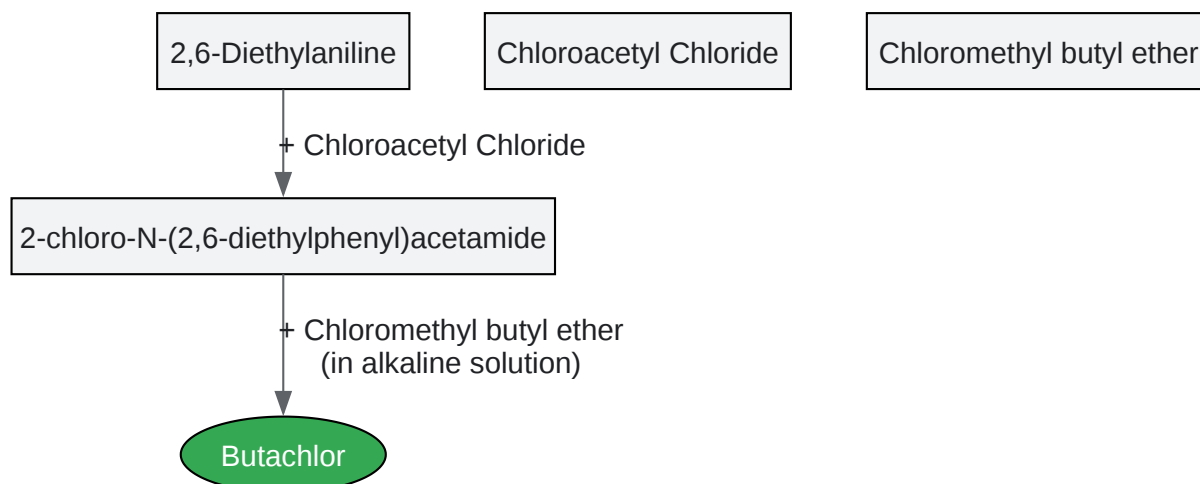 2,6-Diethylaniline
Chloroacetyl Chloride
Chloromethyl butyl ether
+ Chloroacetyl Chloride
2-chloro-N-(2,6-diethylphenyl)acetamide
+ Chloromethyl butyl ether
(in alkaline solution)
Butachlor